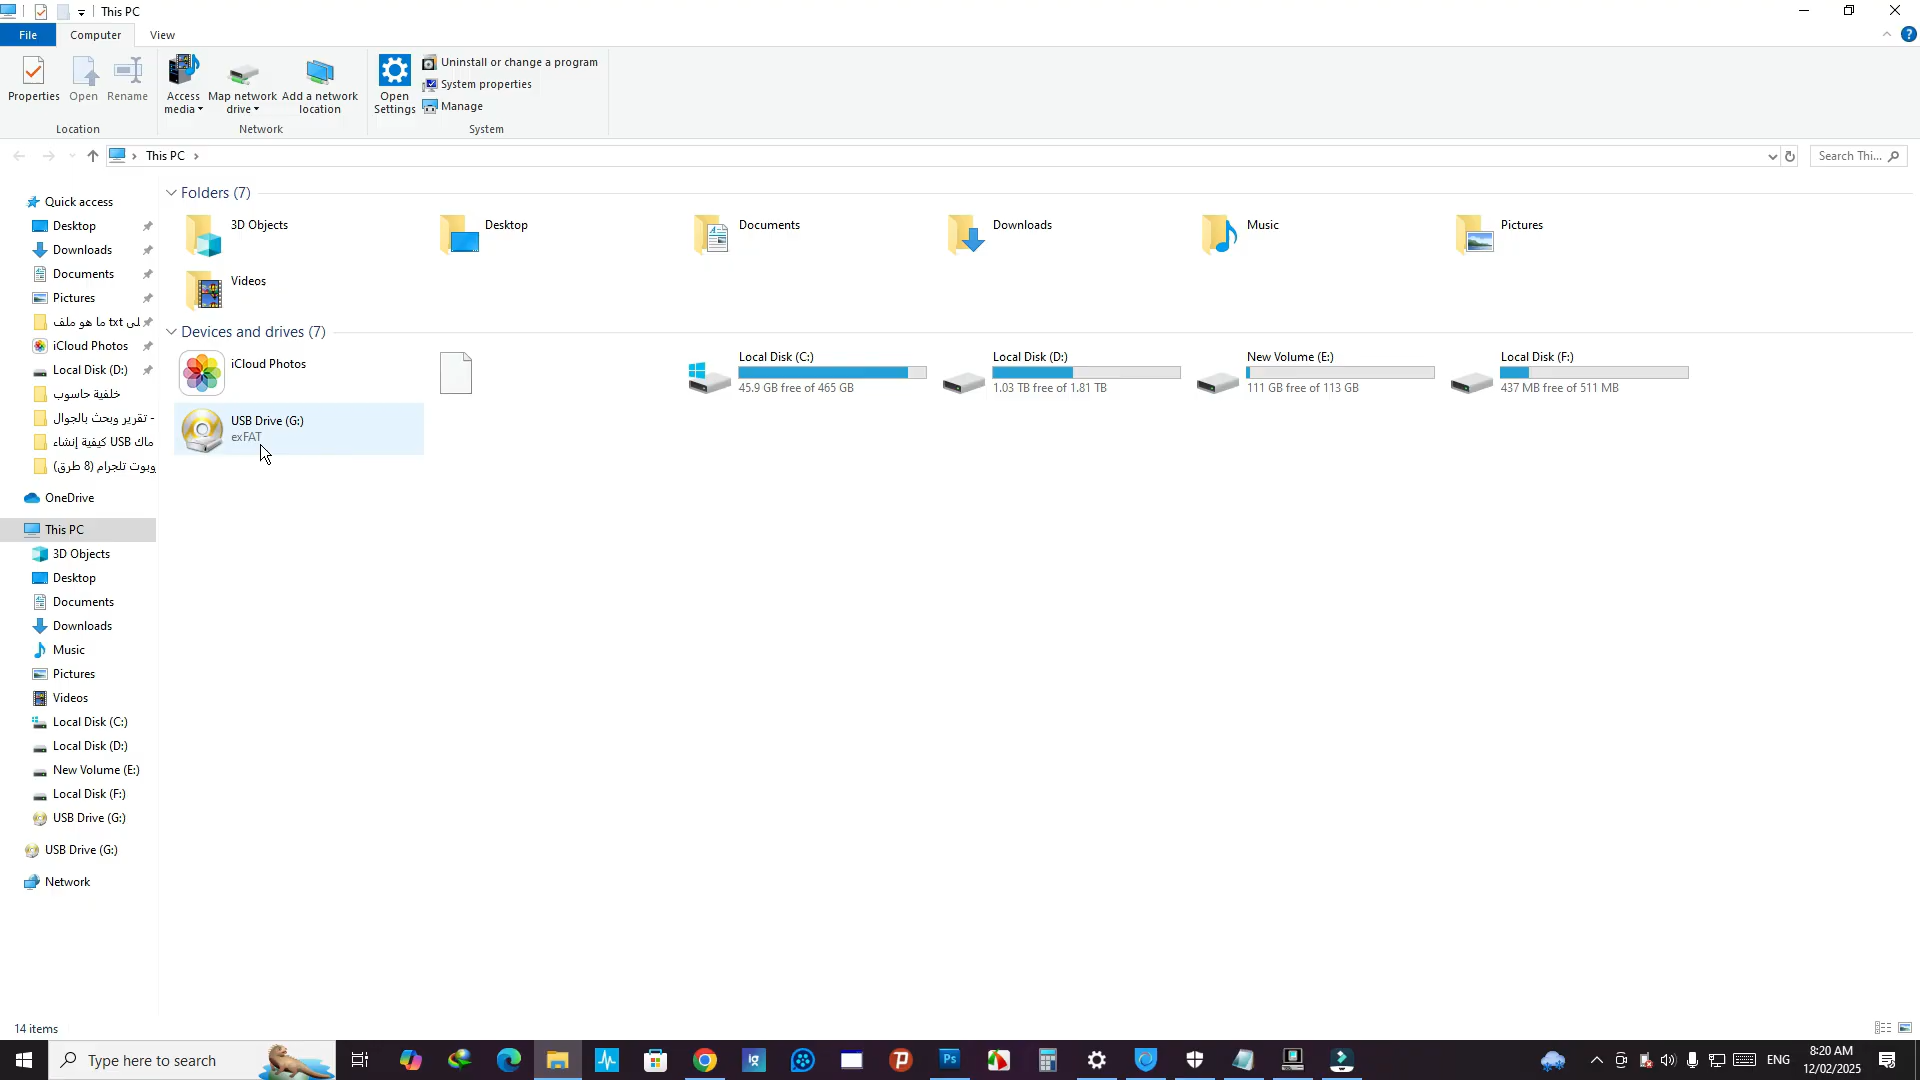 This PC
File
Computer
View
Properties
Open
Rename
Access media
Map network drive
Add a network location
Open Settings
Uninstall or change a program
System properties
Manage
Location
Network
System
This PC
Search Thi...
Quick access
Desktop
Downloads
Documents
Pictures
ما هو ملف txt
iCloud Photos
Local Disk (D:)
خلفية حاسوب
تقرير وبحث بالجوال -
كيفية إنشاء USB ماك
وبوت تلجرام (8 طرق)
OneDrive
This PC
3D Objects
Desktop
Documents
Downloads
Music
Pictures
Videos
Local Disk (C:)
Local Disk (D:)
New Volume (E:)
Local Disk (F:)
USB Drive (G:)
USB Drive (G:)
Network
Folders (7)
3D Objects
Desktop
Documents
Downloads
Music
Pictures
Videos
Devices and drives (7)
iCloud Photos
Local Disk (C:)
45.9 GB free of 465 GB
Local Disk (D:)
1.03 TB free of 1.81 TB
New Volume (E:)
111 GB free of 113 GB
Local Disk (F:)
437 MB free of 511 MB
USB Drive (G:)
exFAT
14 items
Type here to search
Ps
ENG
8:20 AM
12/02/2025